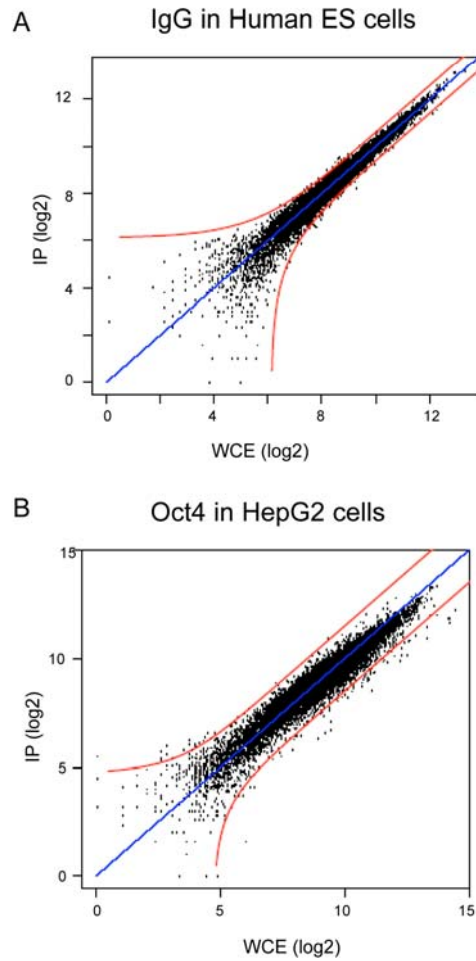 A
IgG in Human ES cells
12
8
4
0
IP (log2)
0 4 8 12
WCE (log2)
B
Oct4 in HepG2 cells
15
10
5
0
IP (log2)
0 5 10 15
WCE (log2)